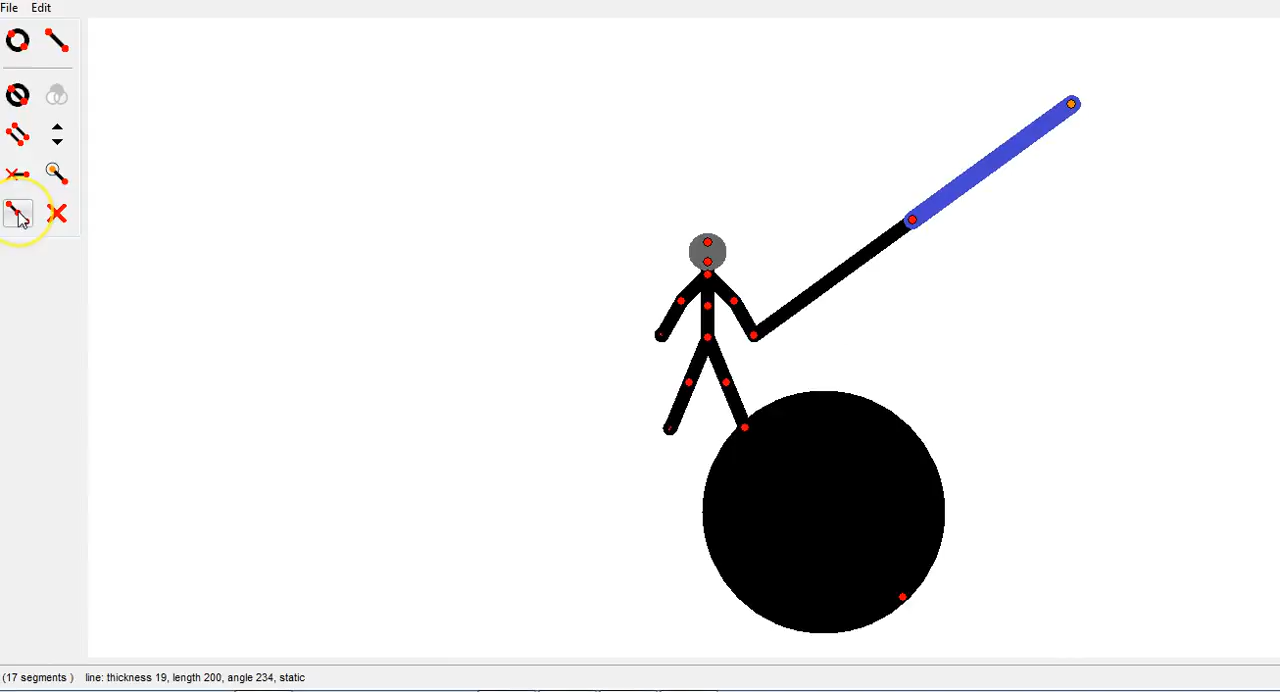 File Edit
(17 segments ) line: thickness 19, length 200, angle 234, static